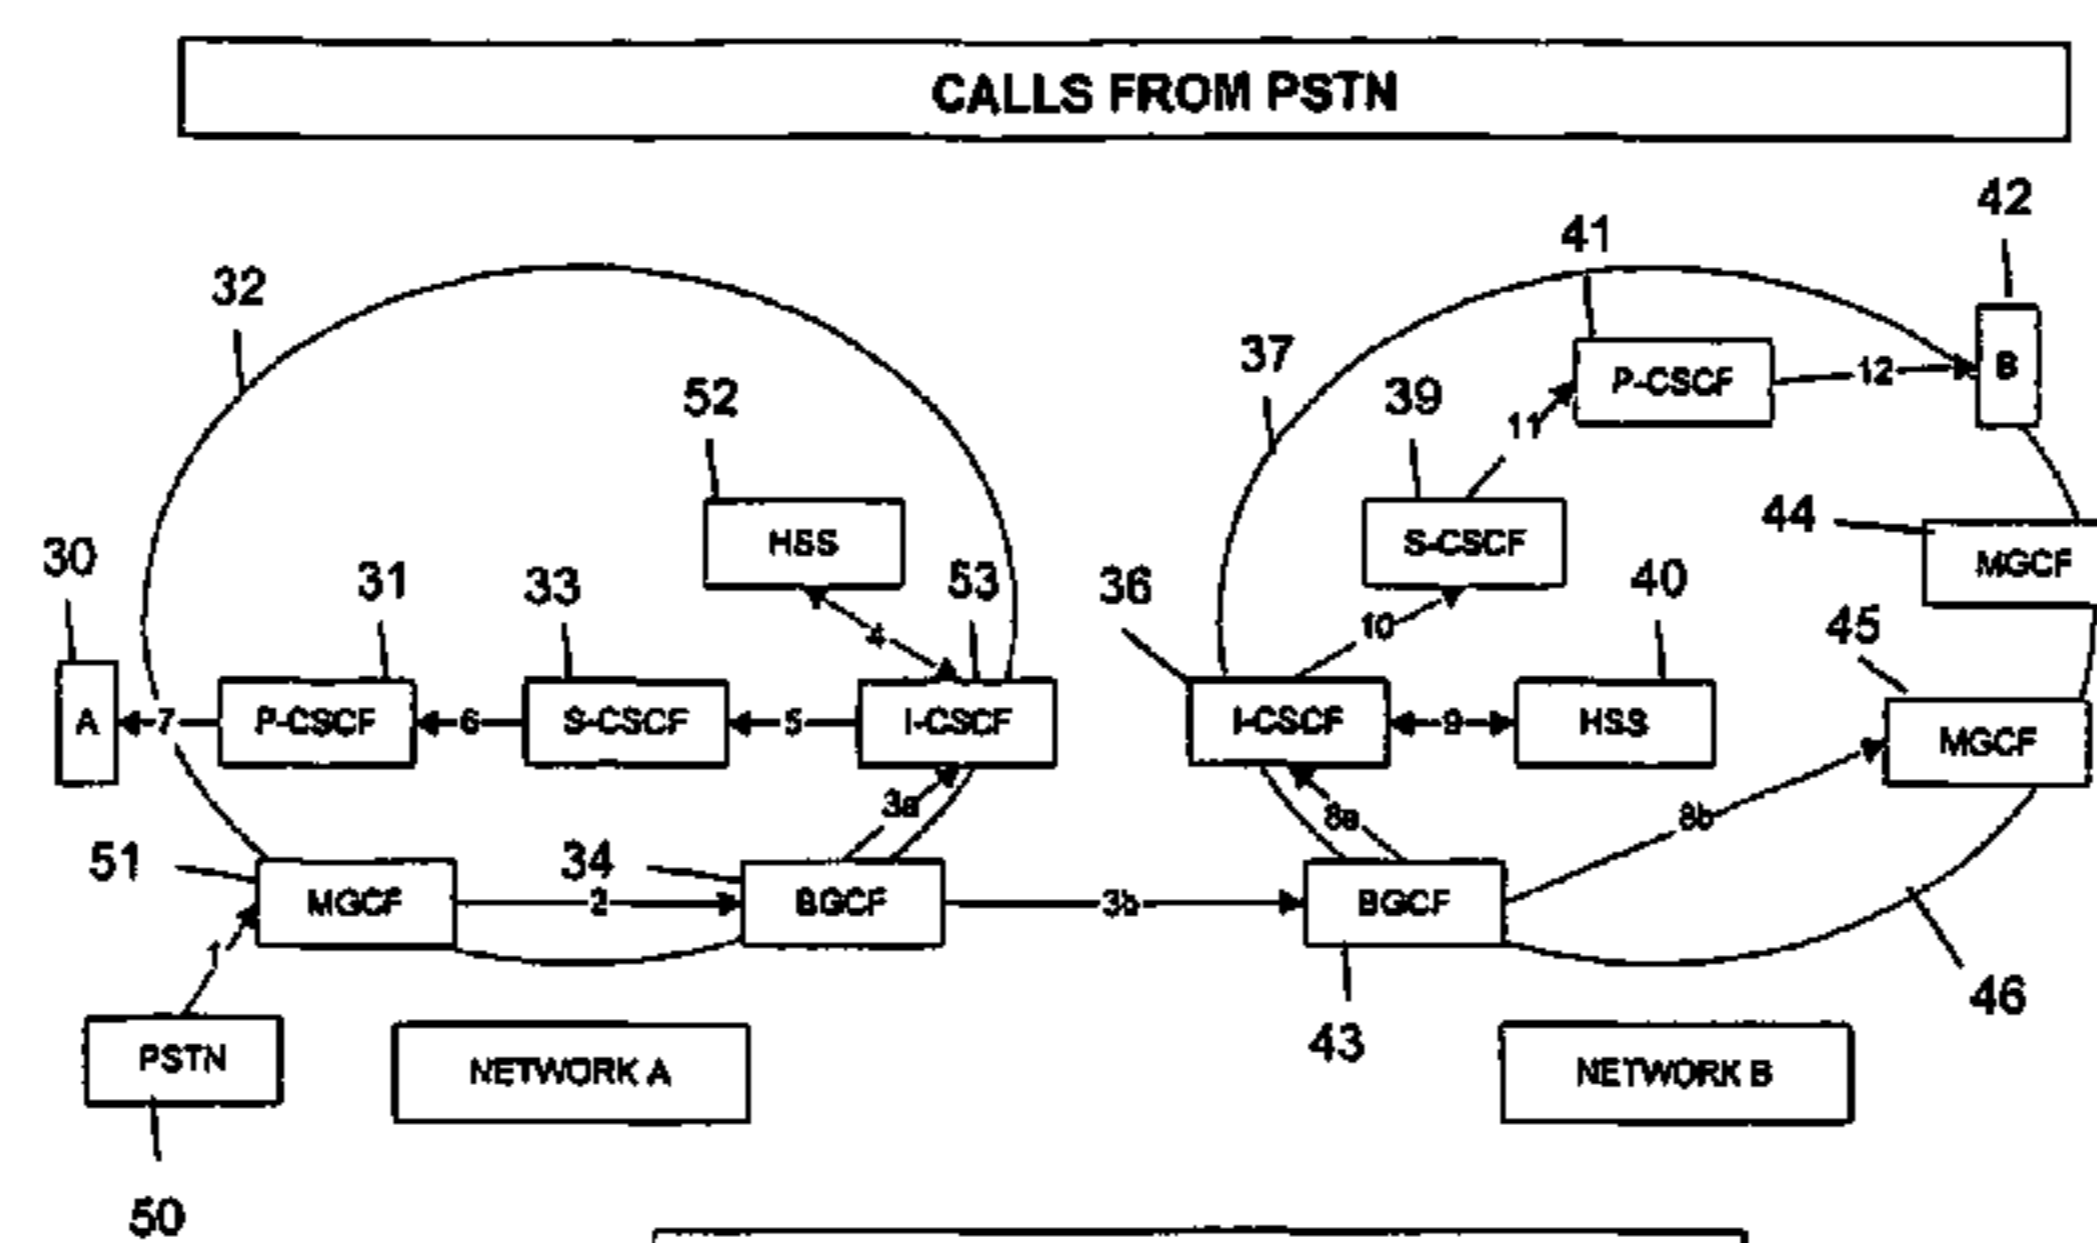 CALLS FROM PSTN
42
41
32
37
B
P-CSCF
12
52
39
11
44
HSS
S-CSCF
MGCF
30
31
33
53
36
40
4
10
45
A
7
P-CSCF
6
S-CSCF
5
I-CSCF
I-CSCF
9
HSS
MGCF
3a
8a
8b
51
34
MGCF
2
BGCF
3b
BGCF
1
46
PSTN
NETWORK A
43
NETWORK B
50